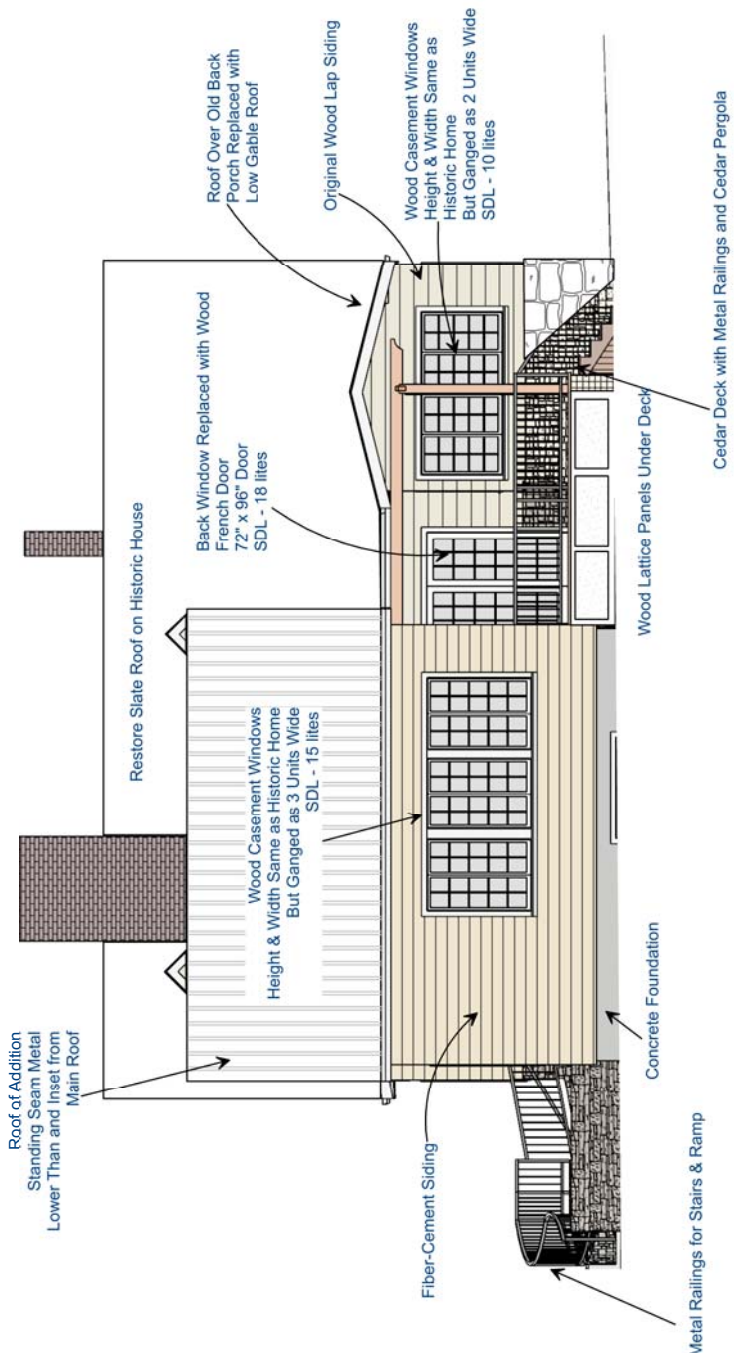 Roof of Addition
Standing Seam Metal
Lower Than and Inset from
Main Roof
Restore Slate Roof on Historic House
Roof Over Old Back
Porch Replaced with
Low Gable Roof
Back Window Replaced with Wood
French Door
72" x 96" Door
SDL - 18 lites
Original Wood Lap Siding
Wood Casement Windows
Height & Width Same as Historic Home
But Ganged as 3 Units Wide
SDL - 15 lites
Wood Casement Windows
Height & Width Same as
Historic Home
But Ganged as 2 Units Wide
SDL - 10 lites
Fiber-Cement Siding
Metal Railings for Stairs & Ramp
Concrete Foundation
Wood Lattice Panels Under Deck
Cedar Deck with Metal Railings and Cedar Pergola